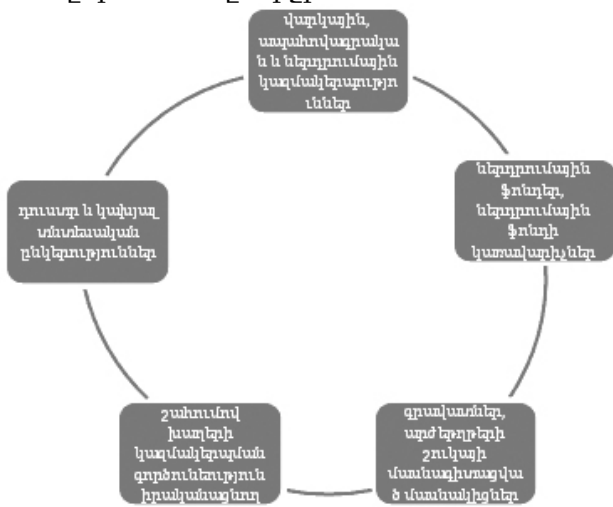 վարկային,
ապահովագրակա
ն և ներդրումային
կազմակերպությո
ւններ
ներդրումային
ֆոնդեր,
ներդրումային
ֆոնդի
կառավարիչներ
գրավատներ,
արժեթղթերի
շուկայի
մասնագիտացվա
ծ մասնակիցներ
շահումով
խաղերի
կազմակերպման
գործունեություն
իրականացնող
դուստր և կախյալ
տնտեսական
ընկերություններ